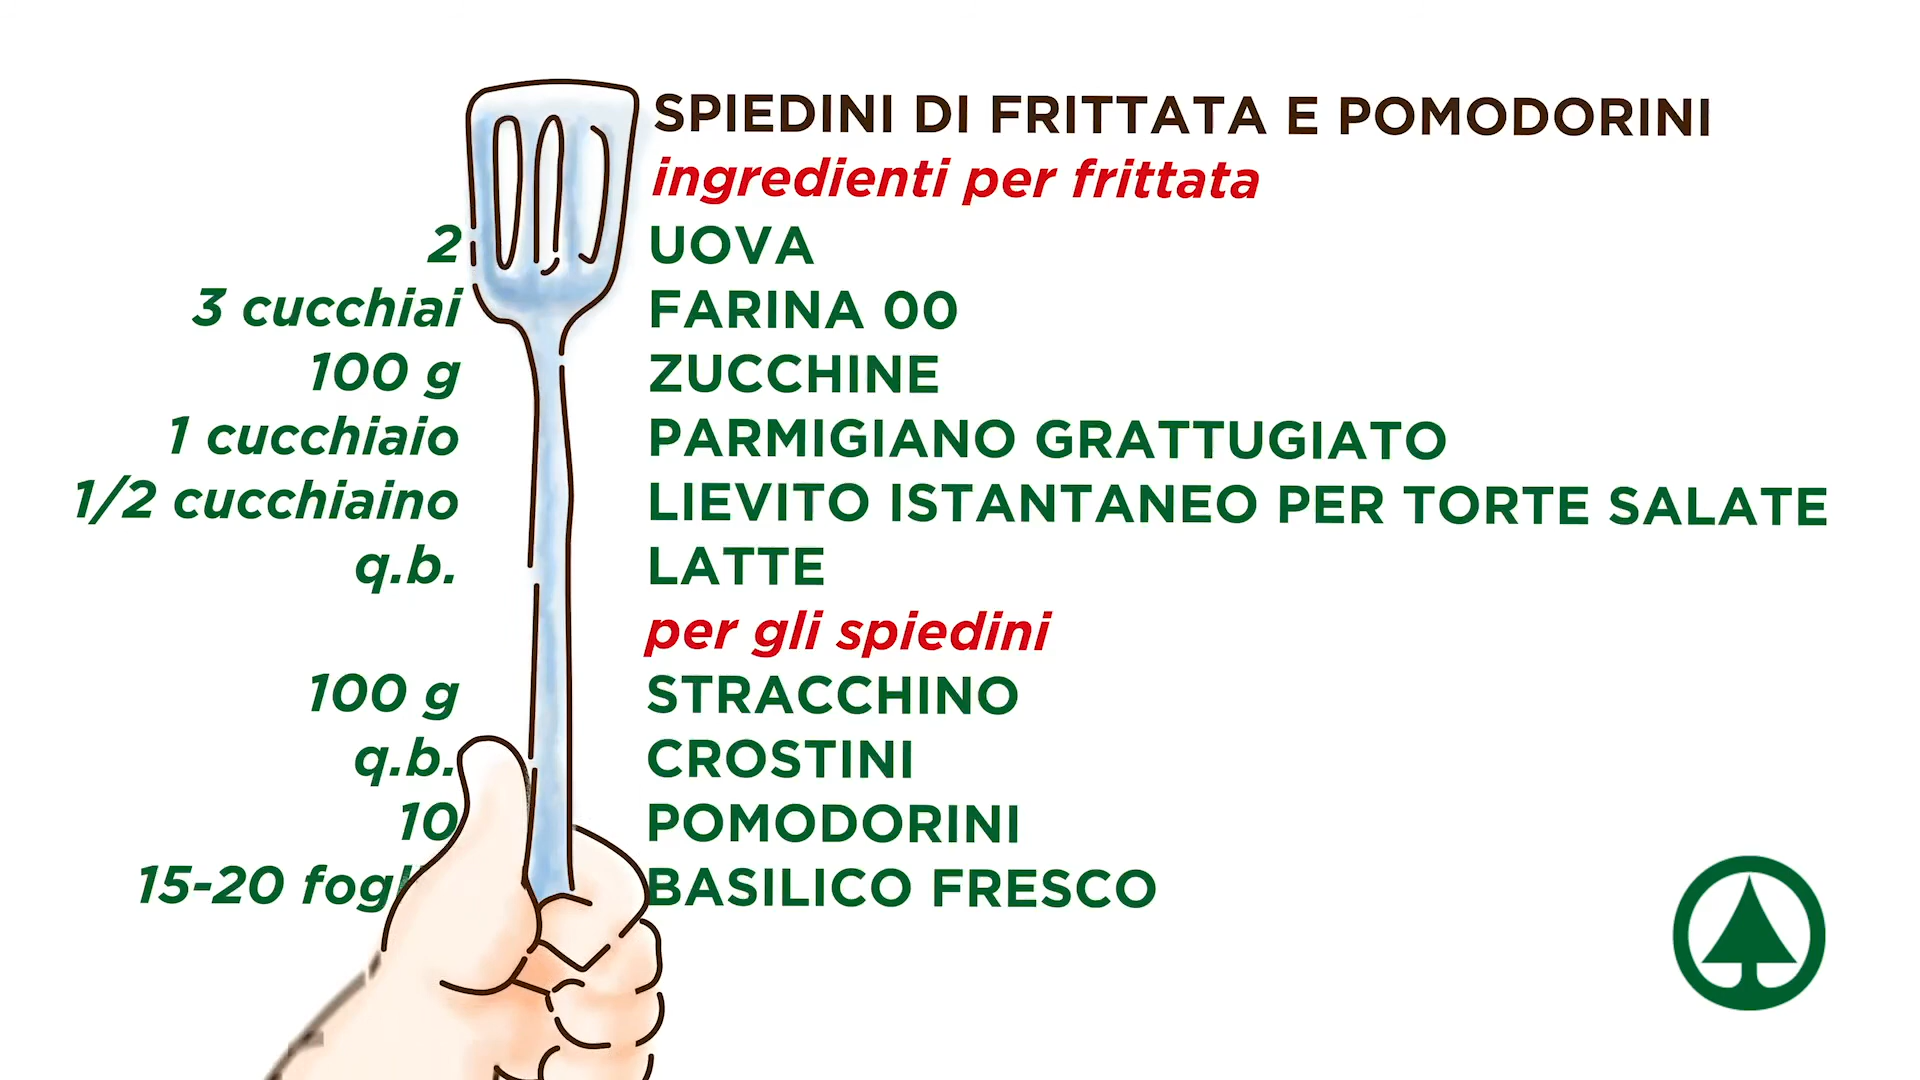 SPIEDINI DI FRITTATA E POMODORINI
ingredienti per frittata
2 UOVA
3 cucchiai FARINA 00
100 g ZUCCHINE
1 cucchiaio PARMIGIANO GRATTUGIATO
1/2 cucchiaino LIEVITO ISTANTANEO PER TORTE SALATE
q.b. LATTE
per gli spiedini
100 g STRACCHINO
q.b. CROSTINI
10 POMODORINI
15-20 BASILICO FRESCO